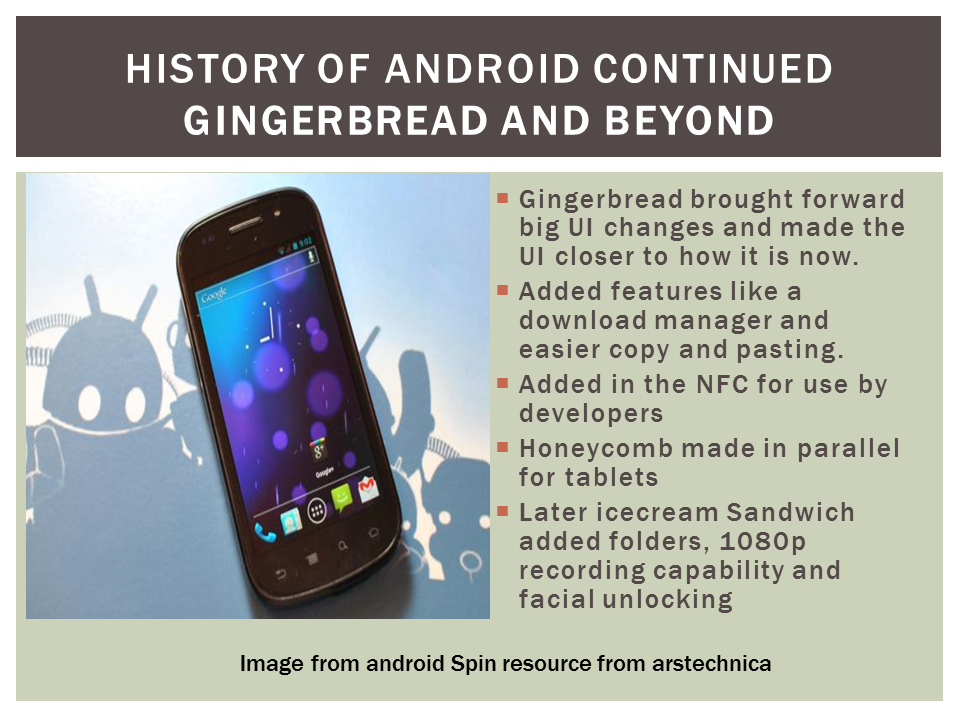 HISTORY OF ANDROID CONTINUED
GINGERBREAD AND BEYOND
9:02
Google
g+
Google+
Gingerbread brought forward
big UI changes and made the
UI closer to how it is now.
Added features like a
download manager and
easier copy and pasting.
Added in the NFC for use by
developers
Honeycomb made in parallel
for tablets
Later icecream Sandwich
added folders, 1080p
recording capability and
facial unlocking
Image from android Spin resource from arstechnica